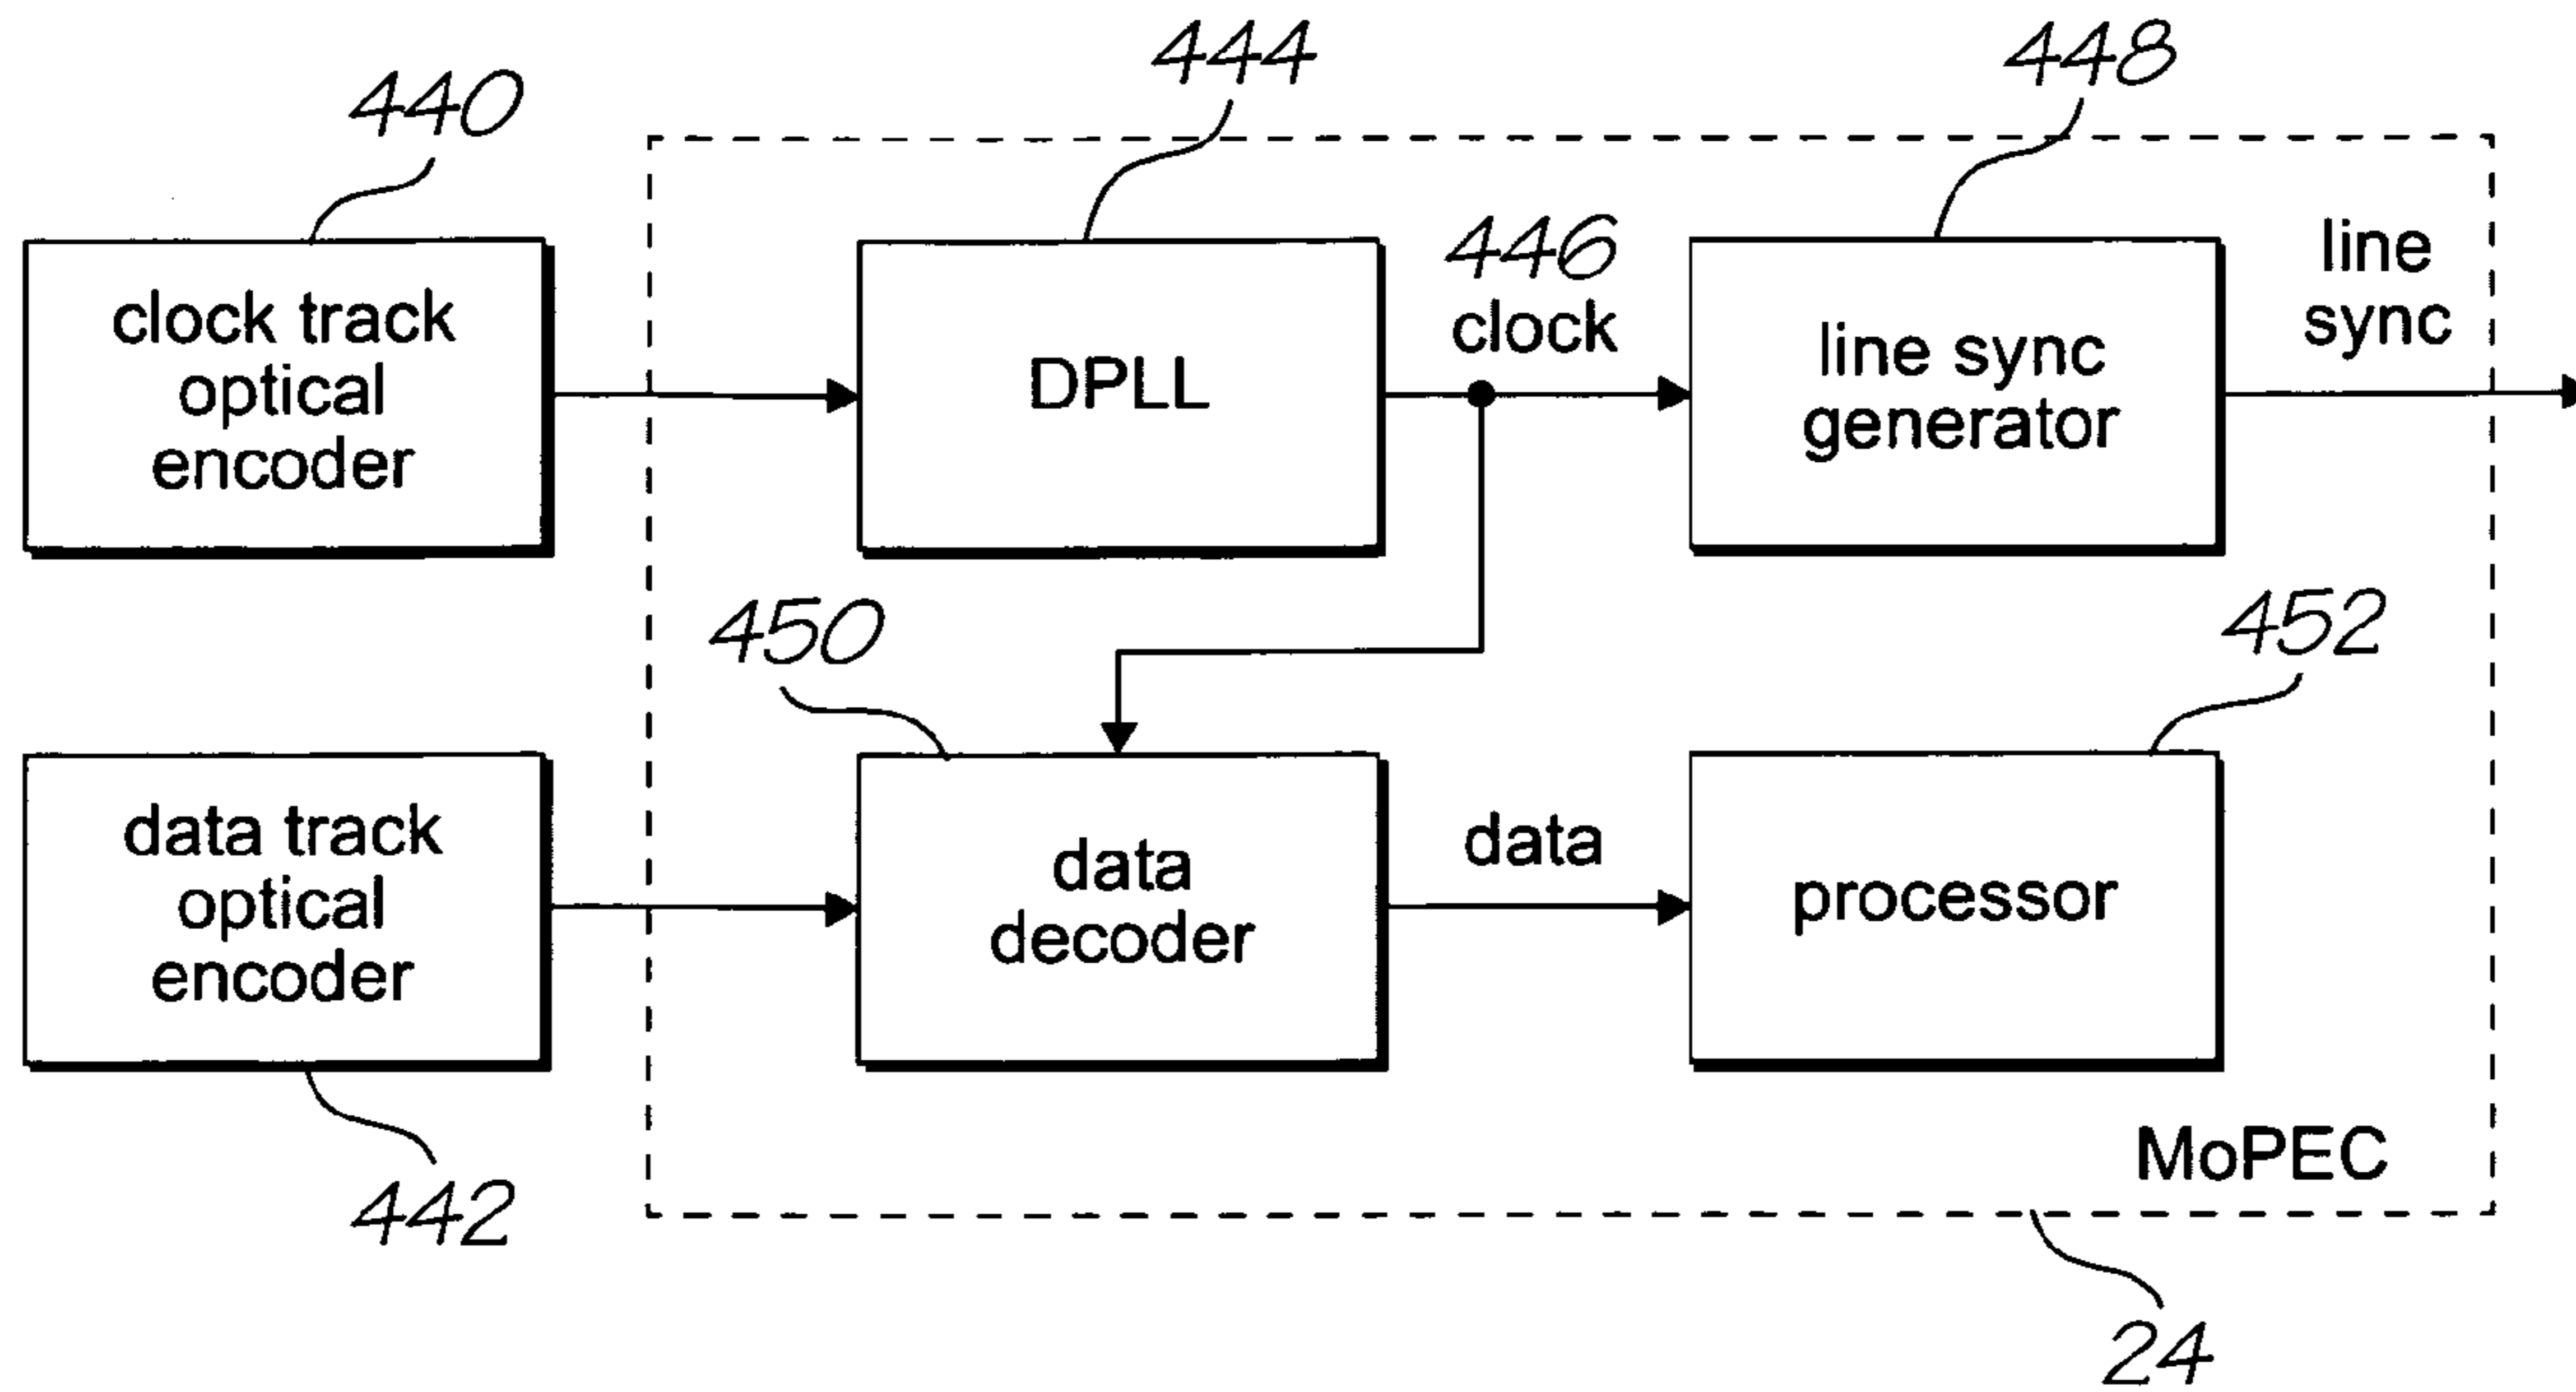 444
448
440
446
clock
line
sync
clock track
optical
encoder
DPLL
line sync
generator
450
452
data track
optical
encoder
data
decoder
data
processor
MoPEC
442
24